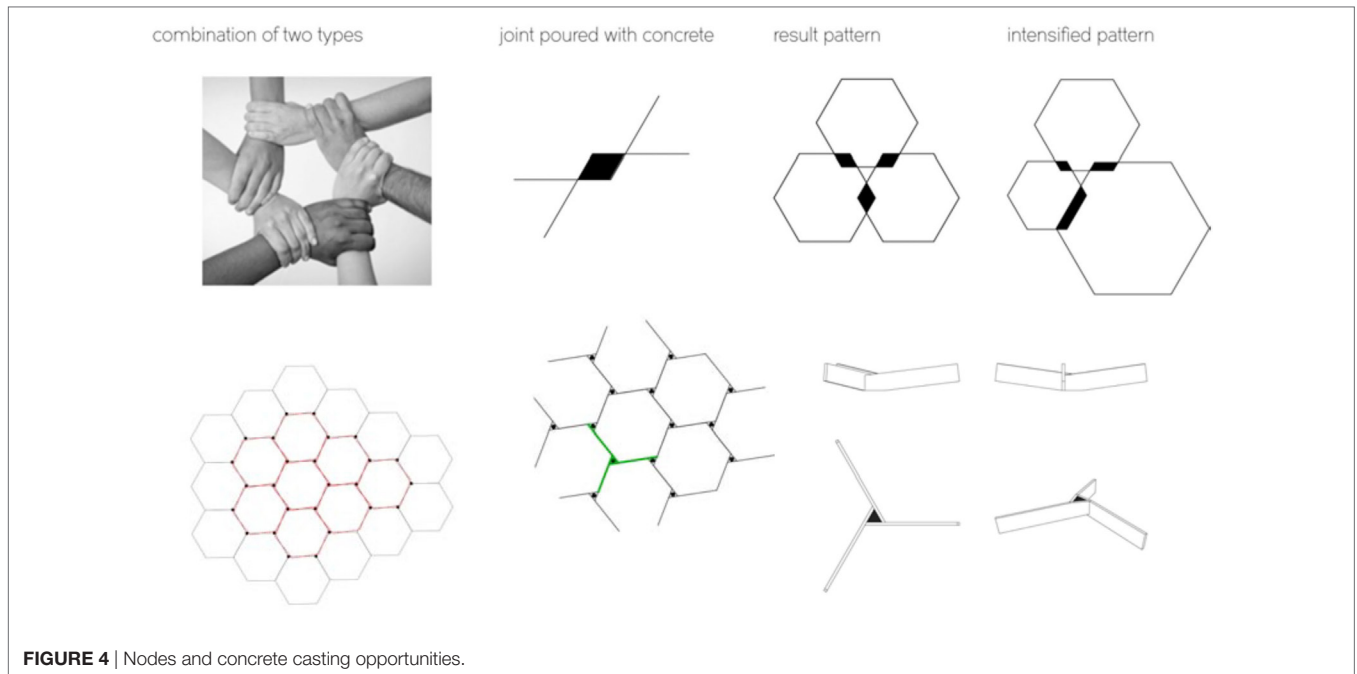 combination of two types
joint poured with concrete
result pattern
intensified pattern
FIGURE 4 | Nodes and concrete casting opportunities.